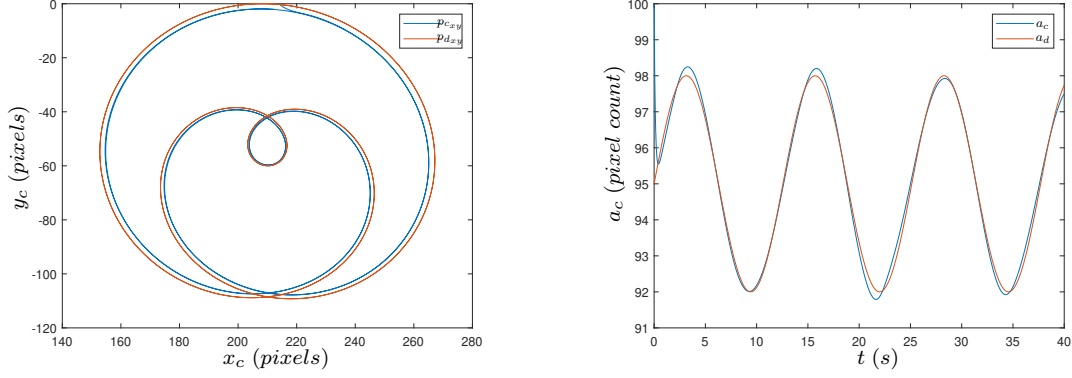 0
-20
-40
-60
-80
-100
-120
140 160 180 200 220 240 260 280
x_c (pixels)
y_c (pixels)
p_{c_{xy}}
p_{d_{xy}}
100
99
98
97
96
95
94
93
92
91
0 5 10 15 20 25 30 35 40
t (s)
a_c (pixel count)
a_c
a_d